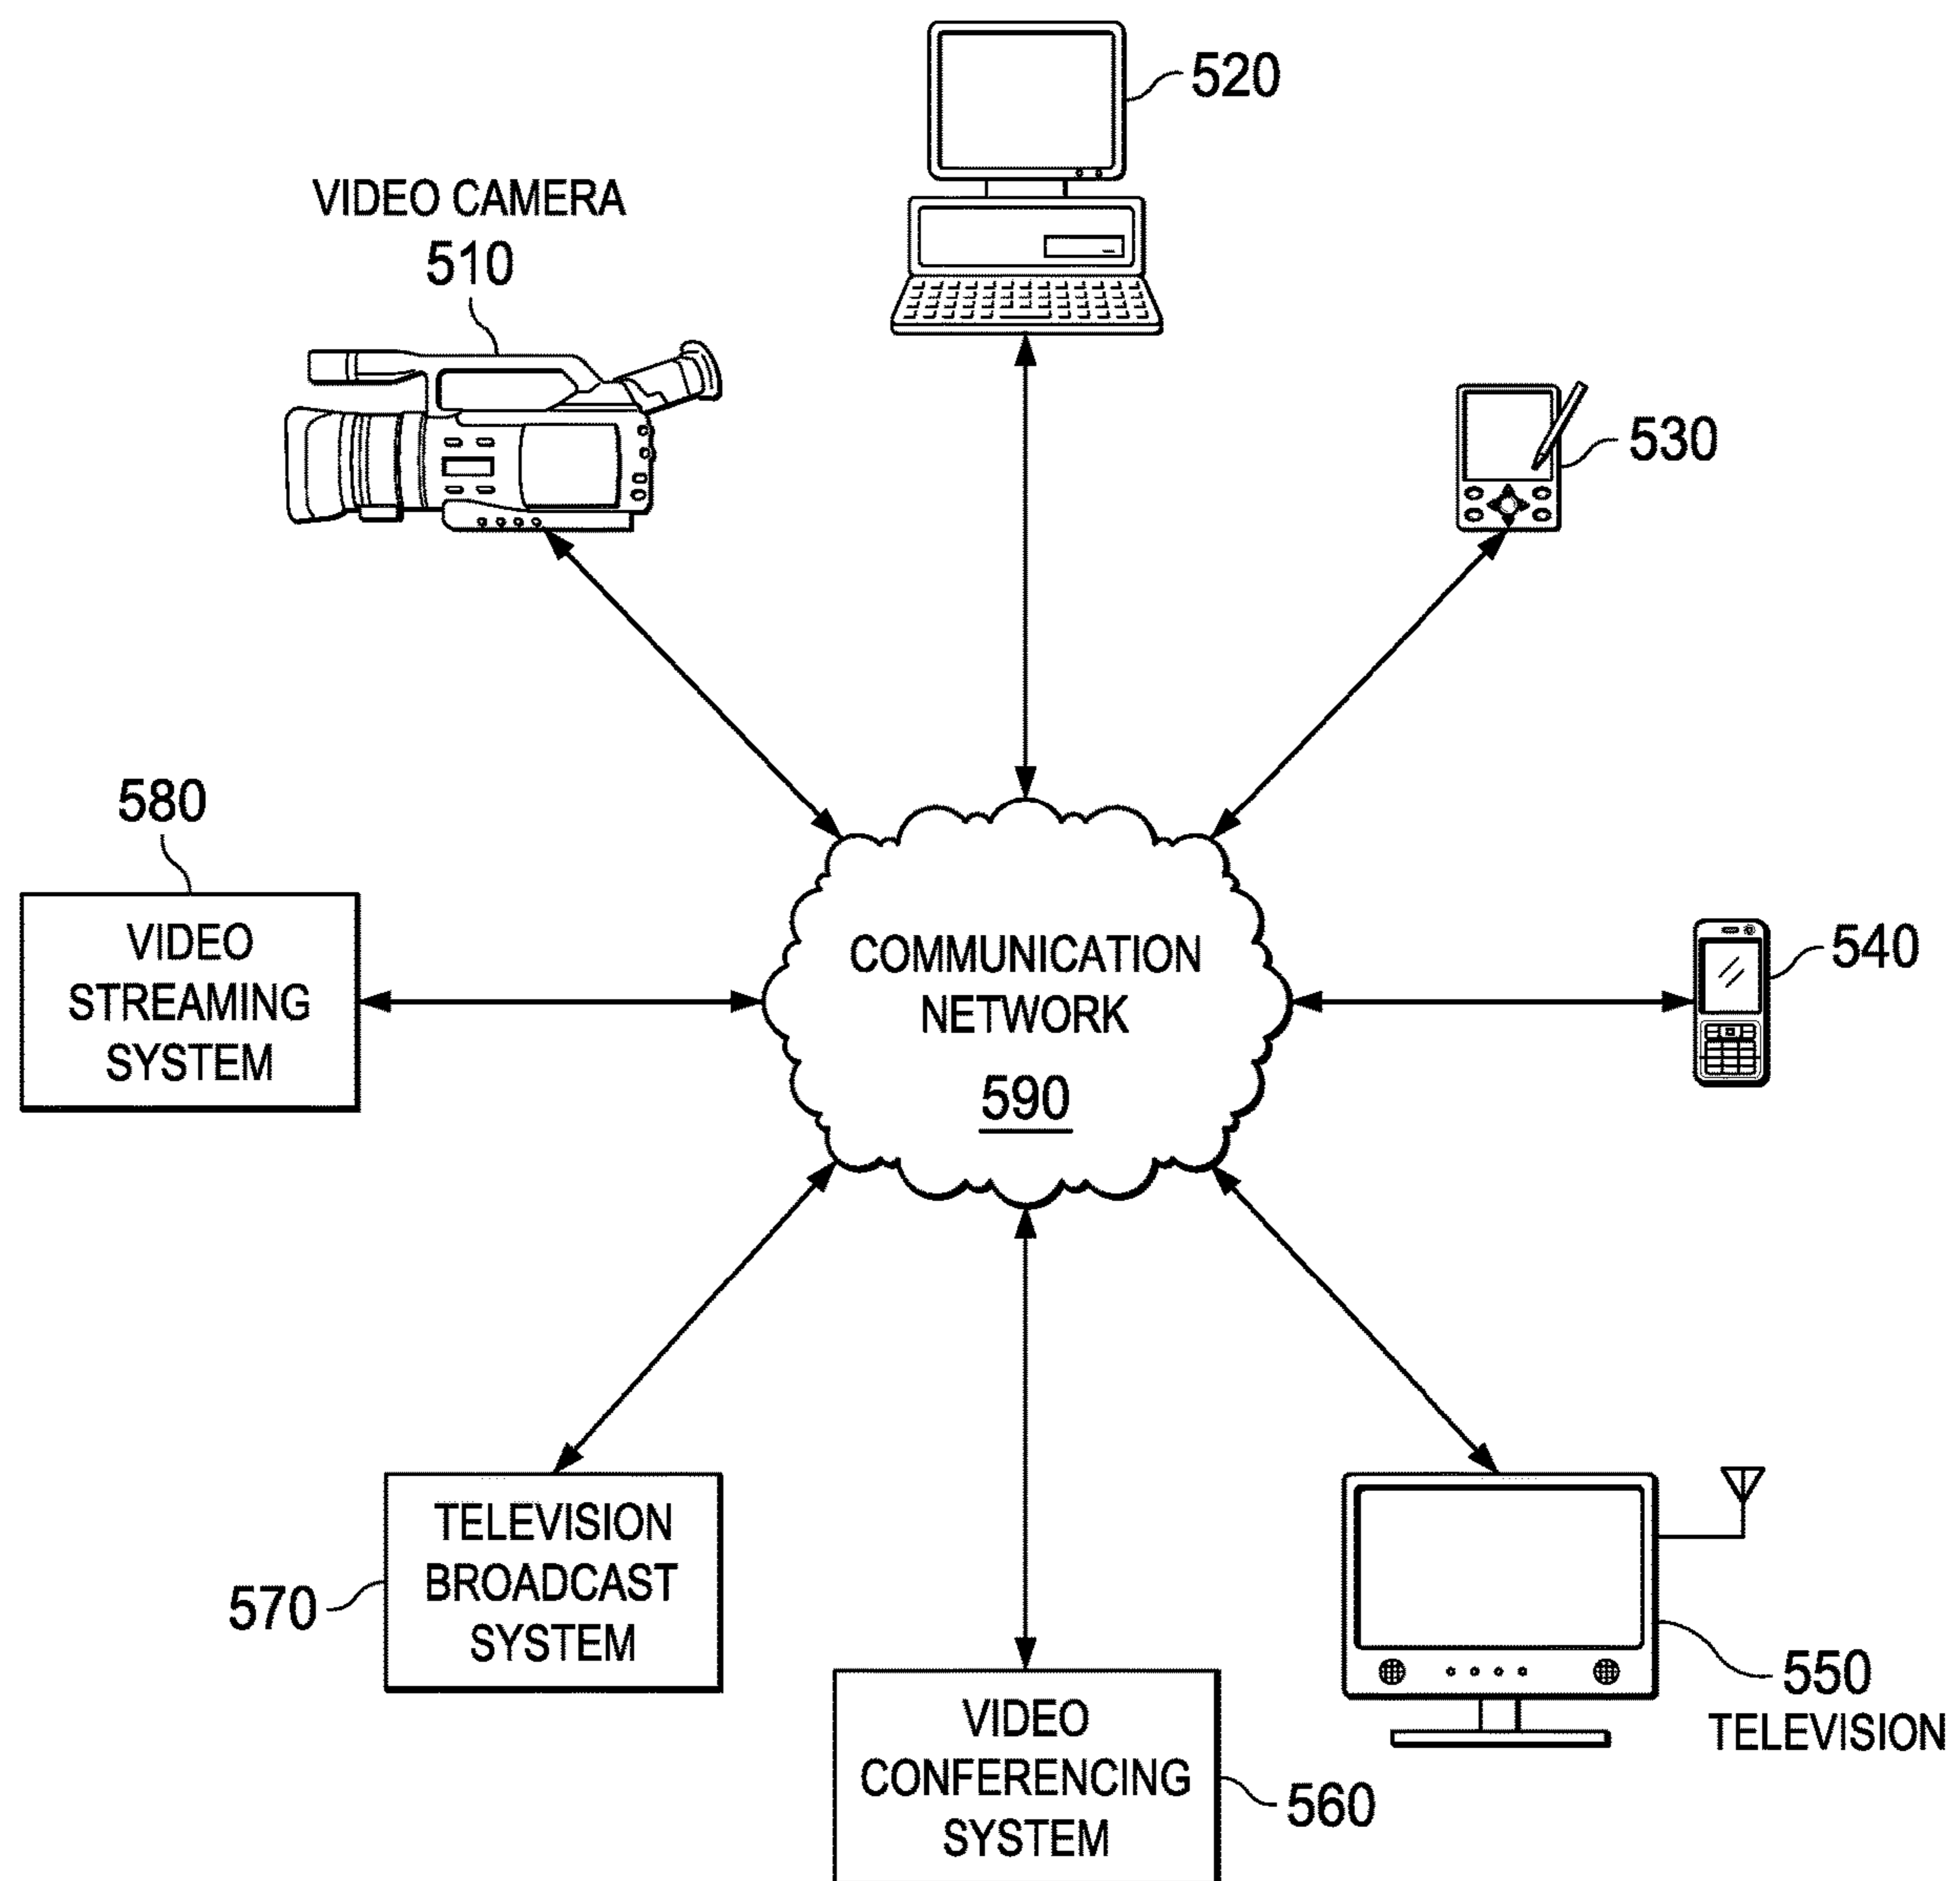 520
VIDEO CAMERA
510
530
580
VIDEO
STREAMING
SYSTEM
COMMUNICATION
NETWORK
590
540
TELEVISION
BROADCAST
SYSTEM
570
550
TELEVISION
VIDEO
CONFERENCING
SYSTEM
560